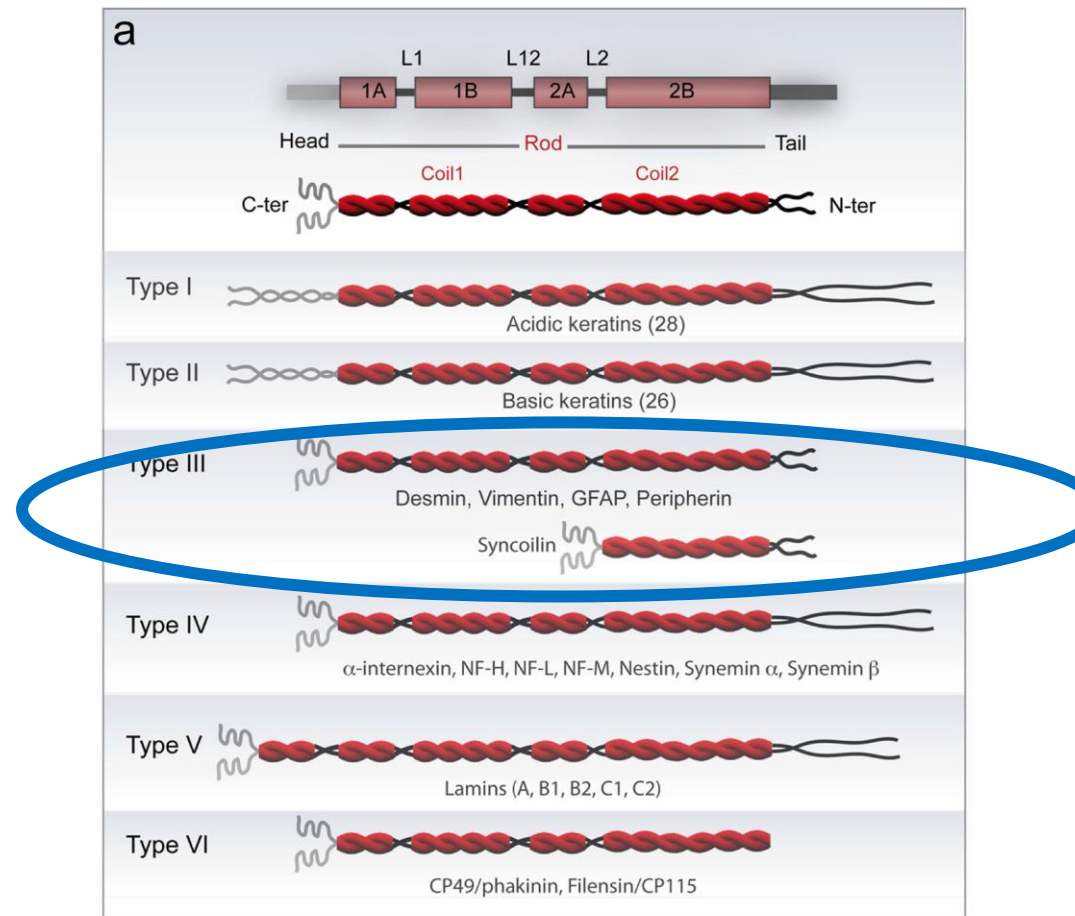 a
L1 L12 L2
1A 1B 2A 2B
Head Rod Tail
Coil1 Coil2
C-ter N-ter
Type I
Acidic keratins (28)
Type II
Basic keratins (26)
Type III
Desmin, Vimentin, GFAP, Peripherin
Syncoilin
Type IV
α-internexin, NF-H, NF-L, NF-M, Nestin, Synemin α, Synemin β
Type V
Lamins (A, B1, B2, C1, C2)
Type VI
CP49/phakinin, Filensin/CP115